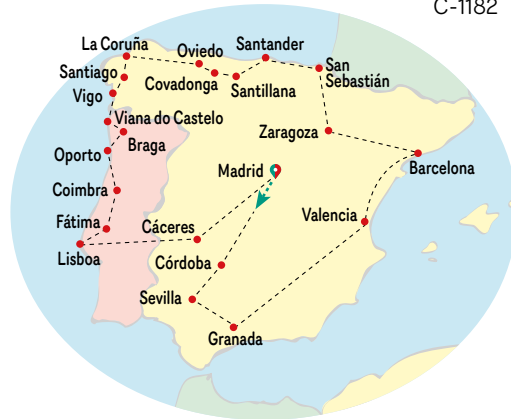 C-1182
La Coruña
Oviedo
Santander
Santiago
Covadonga
Santillana
San
Sebastián
Vigo
Viana do Castelo
Braga
Zaragoza
Oporto
Barcelona
Madrid
Coimbra
Valencia
Fátima
Cáceres
Lisboa
Córdoba
Sevilla
Granada